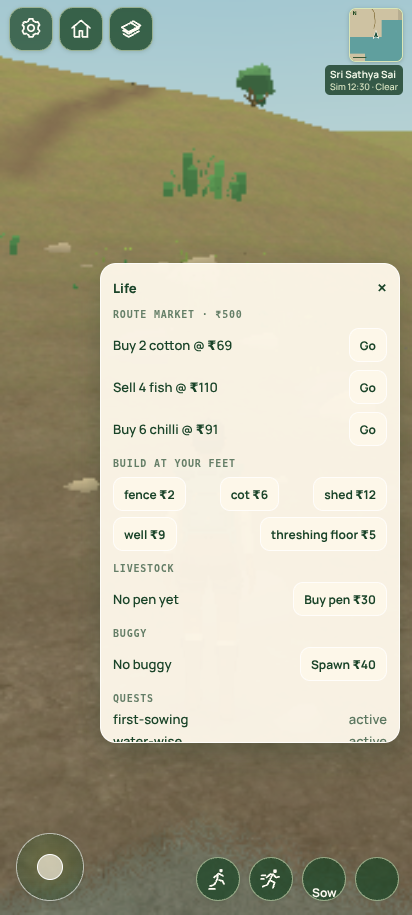 N
Sri Sathya Sai
Sim 12:30 · Clear
Life
×
ROUTE MARKET · ₹500
Buy 2 cotton @ ₹69
Go
Sell 4 fish @ ₹110
Go
Buy 6 chilli @ ₹91
Go
BUILD AT YOUR FEET
fence ₹2
cot ₹6
shed ₹12
well ₹9
threshing floor ₹5
LIVESTOCK
No pen yet
Buy pen ₹30
BUGGY
No buggy
Spawn ₹40
QUESTS
first-sowing
active
water-wise
active
Sow